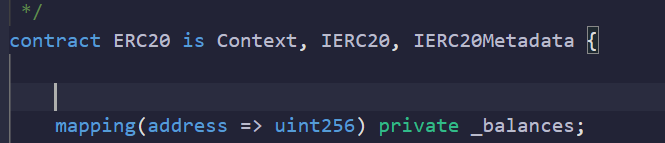 */
contract ERC20 is Context, IERC20, IERC20Metadata {
mapping(address => uint256) private _balances;